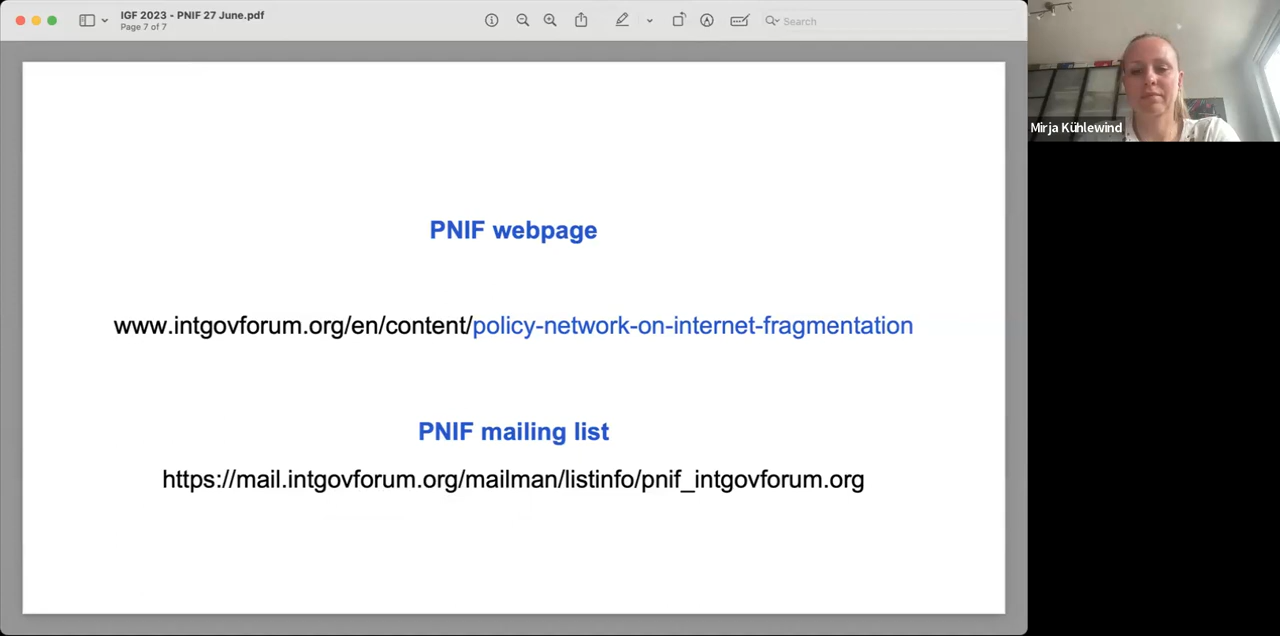 IGF 2023 - PNIF 27 June.pdf
Page 7 of 7
Search
Mirja Kühlewind
PNIF webpage
www.intgovforum.org/en/content/policy-network-on-internet-fragmentation
PNIF mailing list
https://mail.intgovforum.org/mailman/listinfo/pnif_intgovforum.org